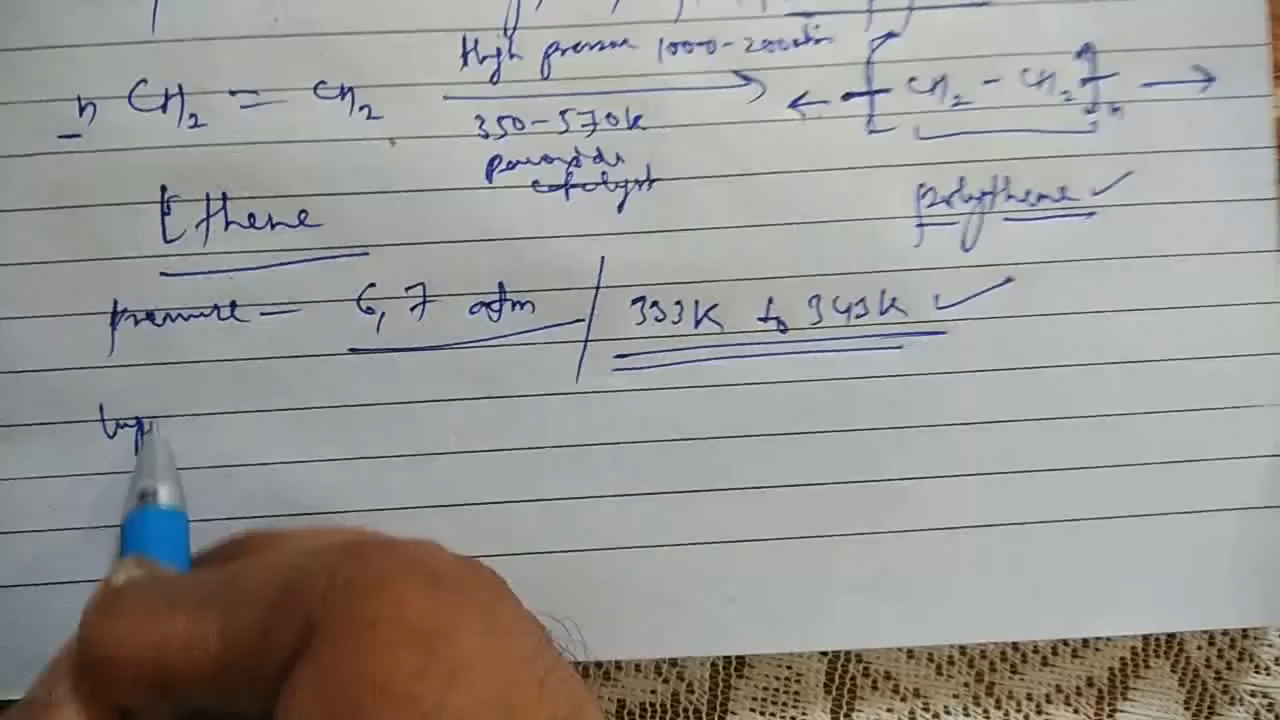 High pressure 1000-2000atm
n CH₂ = CH₂ → [CH₂ - CH₂]n
350-570K
peroxide
catalyst
Ethene
polythene ✓
pressure — 6,7 atm / 333K to 343K ✓